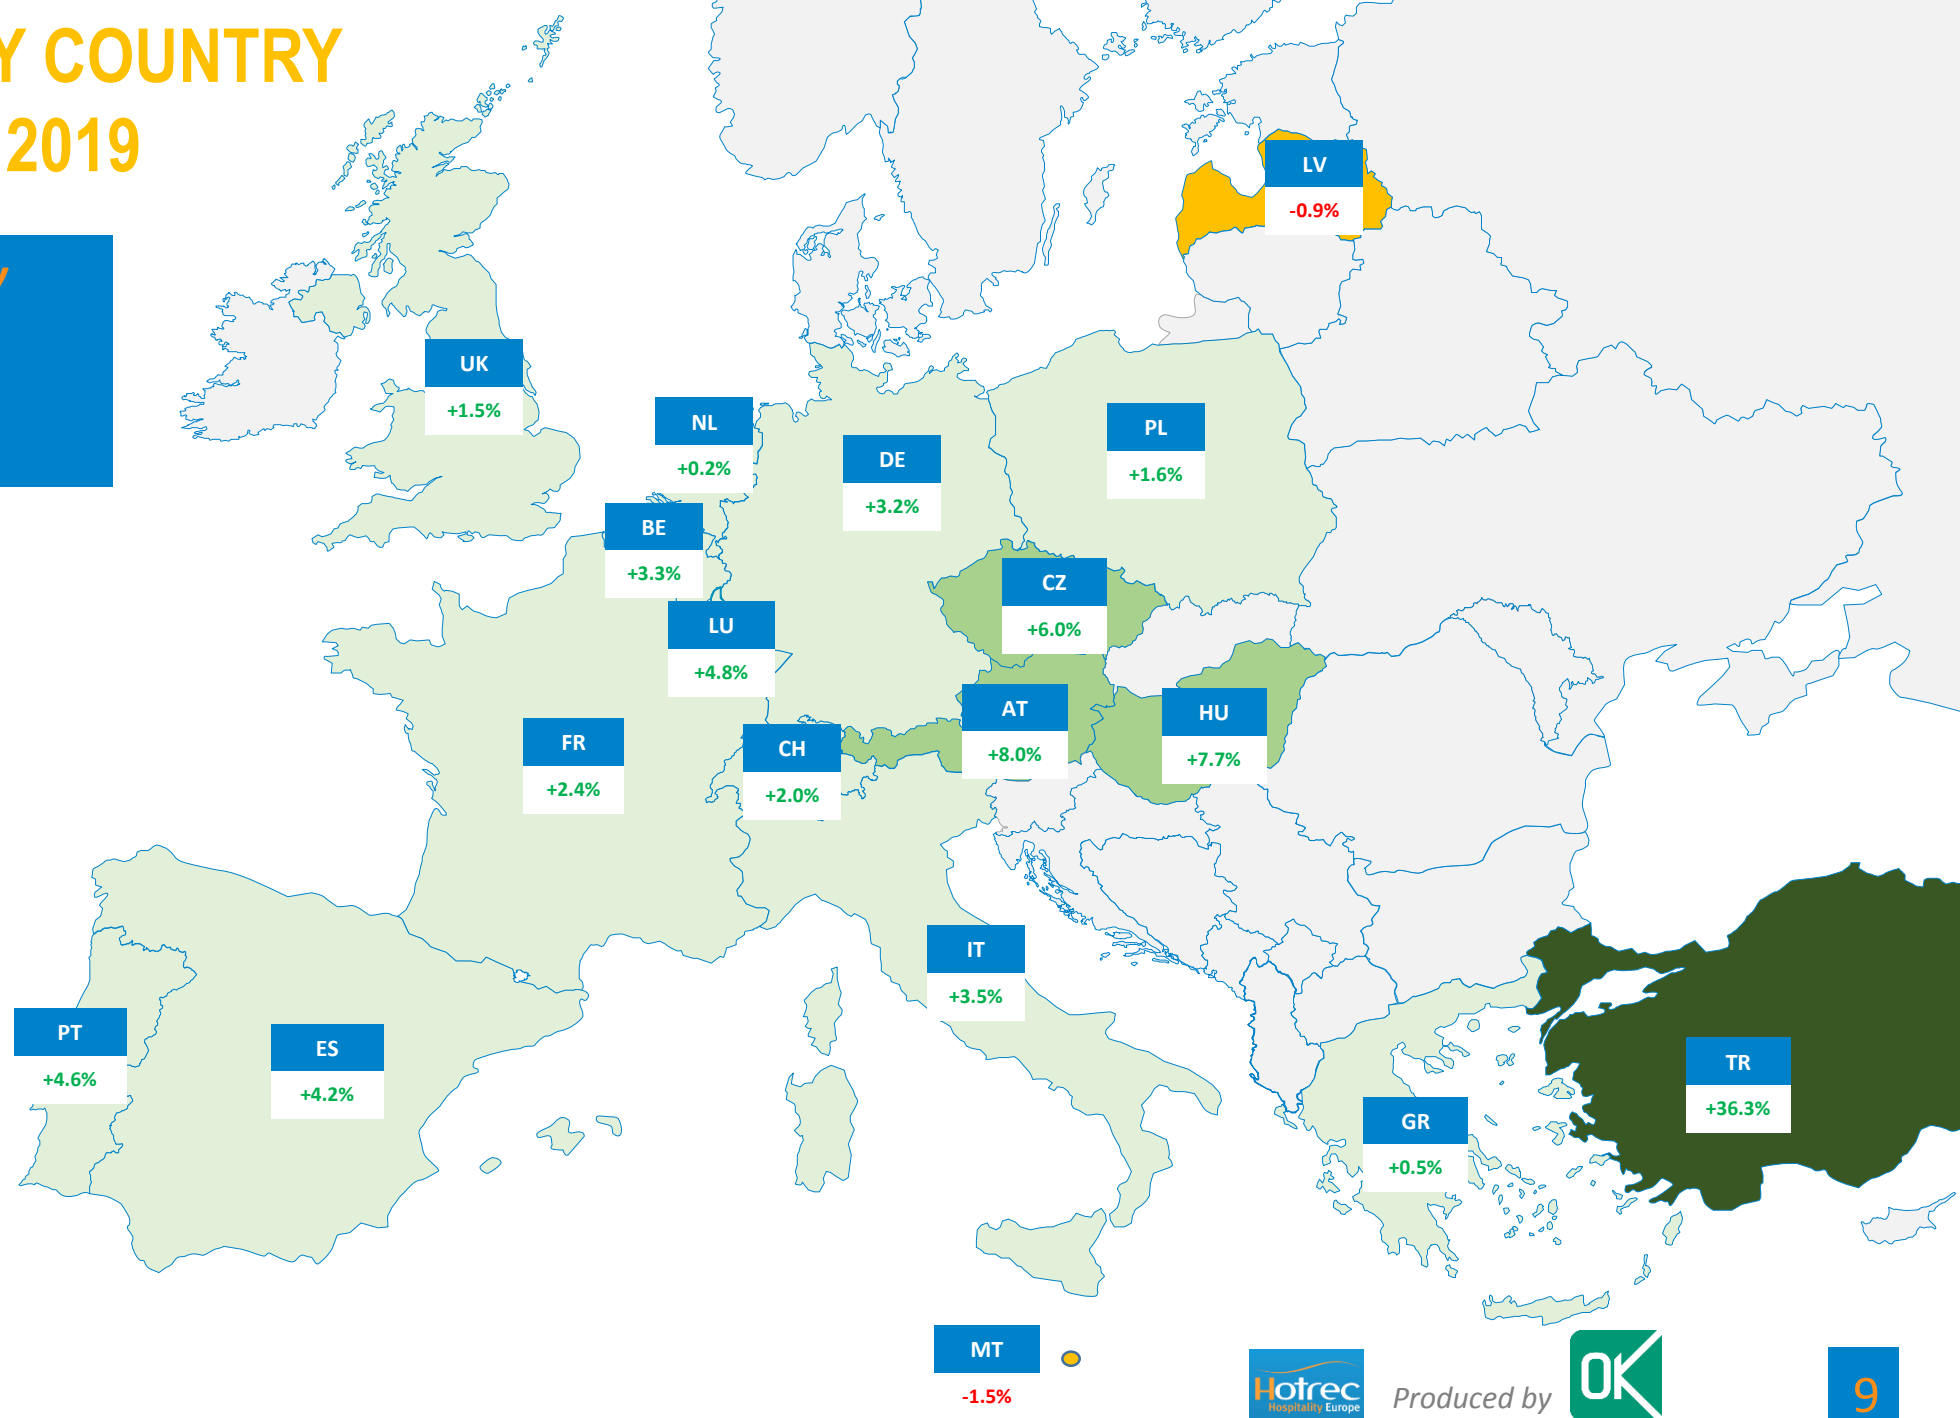 Y COUNTRY
2019
LV
-0.9%
UK
+1.5%
NL
+0.2%
DE
+3.2%
PL
+1.6%
BE
+3.3%
CZ
+6.0%
LU
+4.8%
AT
+8.0%
HU
+7.7%
FR
+2.4%
CH
+2.0%
IT
+3.5%
PT
+4.6%
ES
+4.2%
TR
+36.3%
GR
+0.5%
MT
-1.5%
Hotrec
Hospitality Europe
Produced by
OK
9